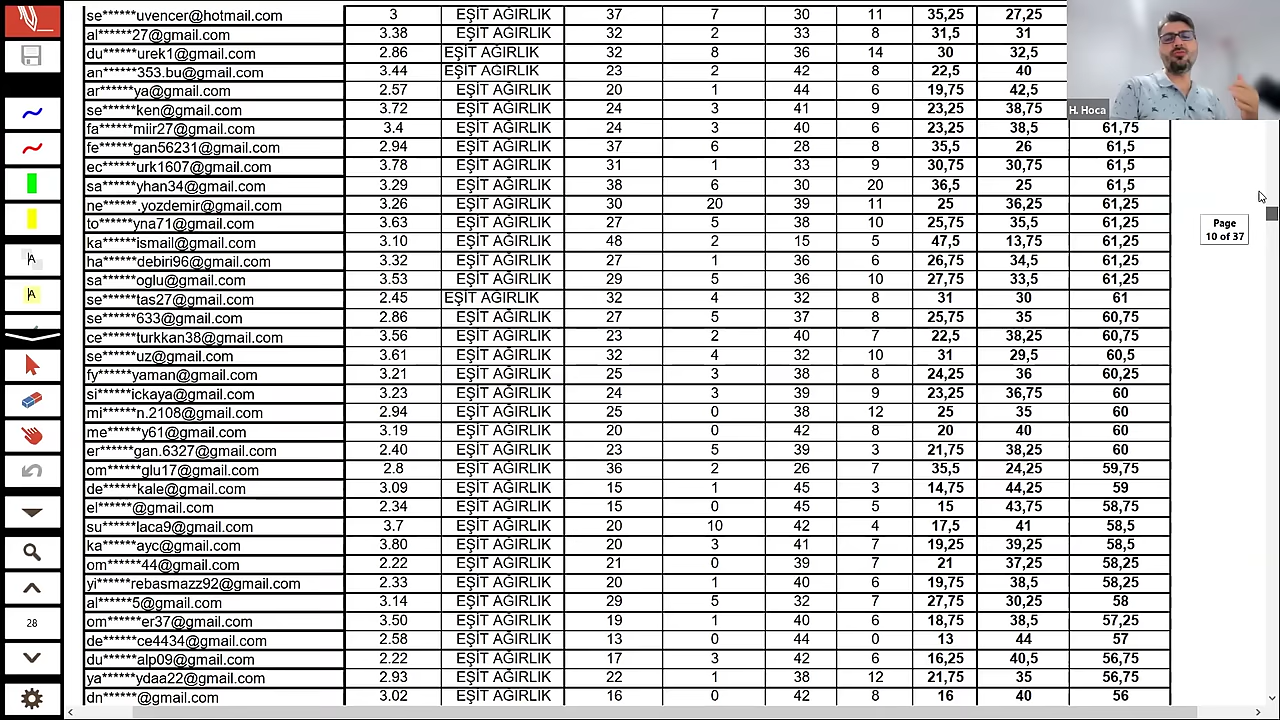 se******uvencer@hotmail.com 3 EŞİT AĞIRLIK 37 7 30 11 35,25 27,25
al******27@gmail.com 3.38 EŞİT AĞIRLIK 32 2 33 8 31,5 31
du******urek1@gmail.com 2.86 EŞİT AĞIRLIK 32 8 36 14 30 32,5
an******353.bu@gmail.com 3.44 EŞİT AĞIRLIK 23 2 42 8 22,5 40
ar******ya@gmail.com 2.57 EŞİT AĞIRLIK 20 1 44 6 19,75 42,5
se******ken@gmail.com 3.72 EŞİT AĞIRLIK 24 3 41 9 23,25 38,75
H. Hoca
fa******miir27@gmail.com 3.4 EŞİT AĞIRLIK 24 3 40 6 23,25 38,5 61,75
fe******gan56231@gmail.com 2.94 EŞİT AĞIRLIK 37 6 28 8 35,5 26 61,5
ec******urk1607@gmail.com 3.78 EŞİT AĞIRLIK 31 1 33 9 30,75 30,75 61,5
sa******yhan34@gmail.com 3.29 EŞİT AĞIRLIK 38 6 30 20 36,5 25 61,5
ne******.yozdemir@gmail.com 3.26 EŞİT AĞIRLIK 30 20 39 11 25 36,25 61,25
to******yna71@gmail.com 3.63 EŞİT AĞIRLIK 27 5 38 10 25,75 35,5 61,25
Page
10 of 37
ka******ismail@gmail.com 3.10 EŞİT AĞIRLIK 48 2 15 5 47,5 13,75 61,25
ha******debiri96@gmail.com 3.32 EŞİT AĞIRLIK 27 1 36 6 26,75 34,5 61,25
sa******oglu@gmail.com 3.53 EŞİT AĞIRLIK 29 5 36 10 27,75 33,5 61,25
se******tas27@gmail.com 2.45 EŞİT AĞIRLIK 32 4 32 8 31 30 61
se******633@gmail.com 2.86 EŞİT AĞIRLIK 27 5 37 8 25,75 35 60,75
ce******turkkan38@gmail.com 3.56 EŞİT AĞIRLIK 23 2 40 7 22,5 38,25 60,75
se******uz@gmail.com 3.61 EŞİT AĞIRLIK 32 4 32 10 31 29,5 60,5
fy******yaman@gmail.com 3.21 EŞİT AĞIRLIK 25 3 38 8 24,25 36 60,25
si******ickaya@gmail.com 3.23 EŞİT AĞIRLIK 24 3 39 9 23,25 36,75 60
mi******n.2108@gmail.com 2.94 EŞİT AĞIRLIK 25 0 38 12 25 35 60
me******y61@gmail.com 3.19 EŞİT AĞIRLIK 20 0 42 8 20 40 60
er******gan.6327@gmail.com 2.40 EŞİT AĞIRLIK 23 5 39 3 21,75 38,25 60
om******glu17@gmail.com 2.8 EŞİT AĞIRLIK 36 2 26 7 35,5 24,25 59,75
de******kale@gmail.com 3.09 EŞİT AĞIRLIK 15 1 45 3 14,75 44,25 59
el******@gmail.com 2.34 EŞİT AĞIRLIK 15 0 45 5 15 43,75 58,75
su******laca9@gmail.com 3.7 EŞİT AĞIRLIK 20 10 42 4 17,5 41 58,5
ka******ayc@gmail.com 3.80 EŞİT AĞIRLIK 20 3 41 7 19,25 39,25 58,5
om******44@gmail.com 2.22 EŞİT AĞIRLIK 21 0 39 7 21 37,25 58,25
yi******rebasmazz92@gmail.com 2.33 EŞİT AĞIRLIK 20 1 40 6 19,75 38,5 58,25
al******5@gmail.com 3.14 EŞİT AĞIRLIK 29 5 32 7 27,75 30,25 58
om******er37@gmail.com 3.50 EŞİT AĞIRLIK 19 1 40 6 18,75 38,5 57,25
28
de******ce4434@gmail.com 2.58 EŞİT AĞIRLIK 13 0 44 0 13 44 57
du******alp09@gmail.com 2.22 EŞİT AĞIRLIK 17 3 42 6 16,25 40,5 56,75
ya******ydaa22@gmail.com 2.93 EŞİT AĞIRLIK 22 1 38 12 21,75 35 56,75
dn******@gmail.com 3.02 EŞİT AĞIRLIK 16 0 42 8 16 40 56